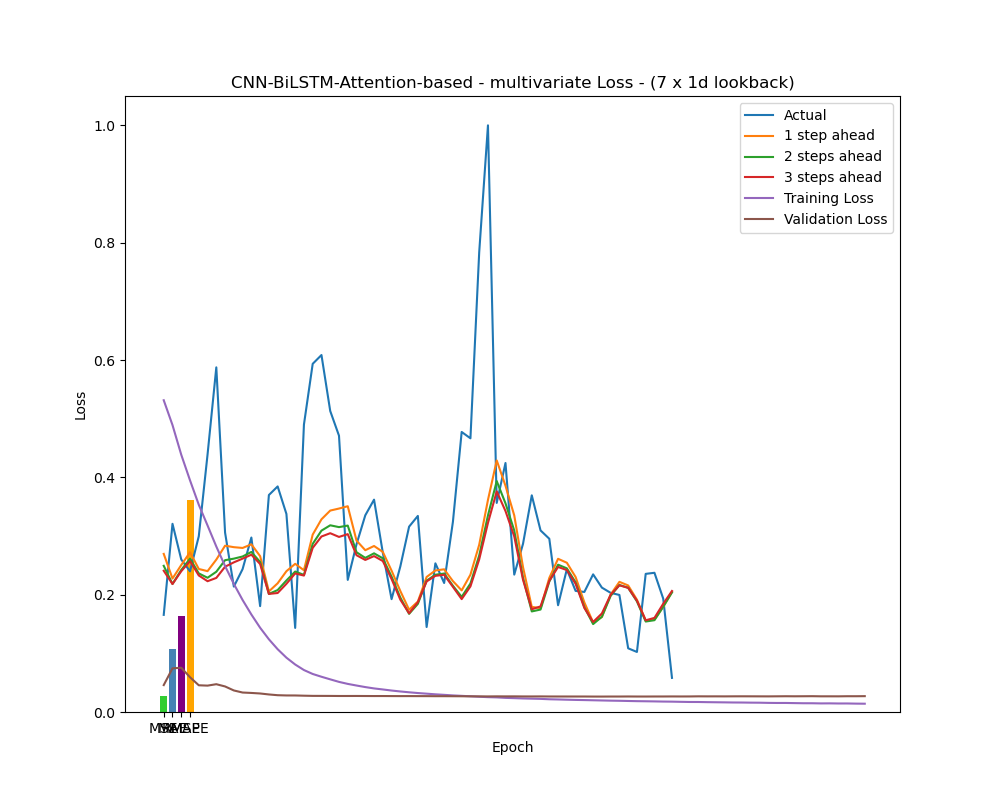 CNN-BiLSTM-Attention-based - multivariate Loss - (7 x 1d lookback)
Actual
1 step ahead
2 steps ahead
3 steps ahead
Training Loss
Validation Loss
1.0
0.8
0.6
0.4
0.2
0.0
Loss
Epoch